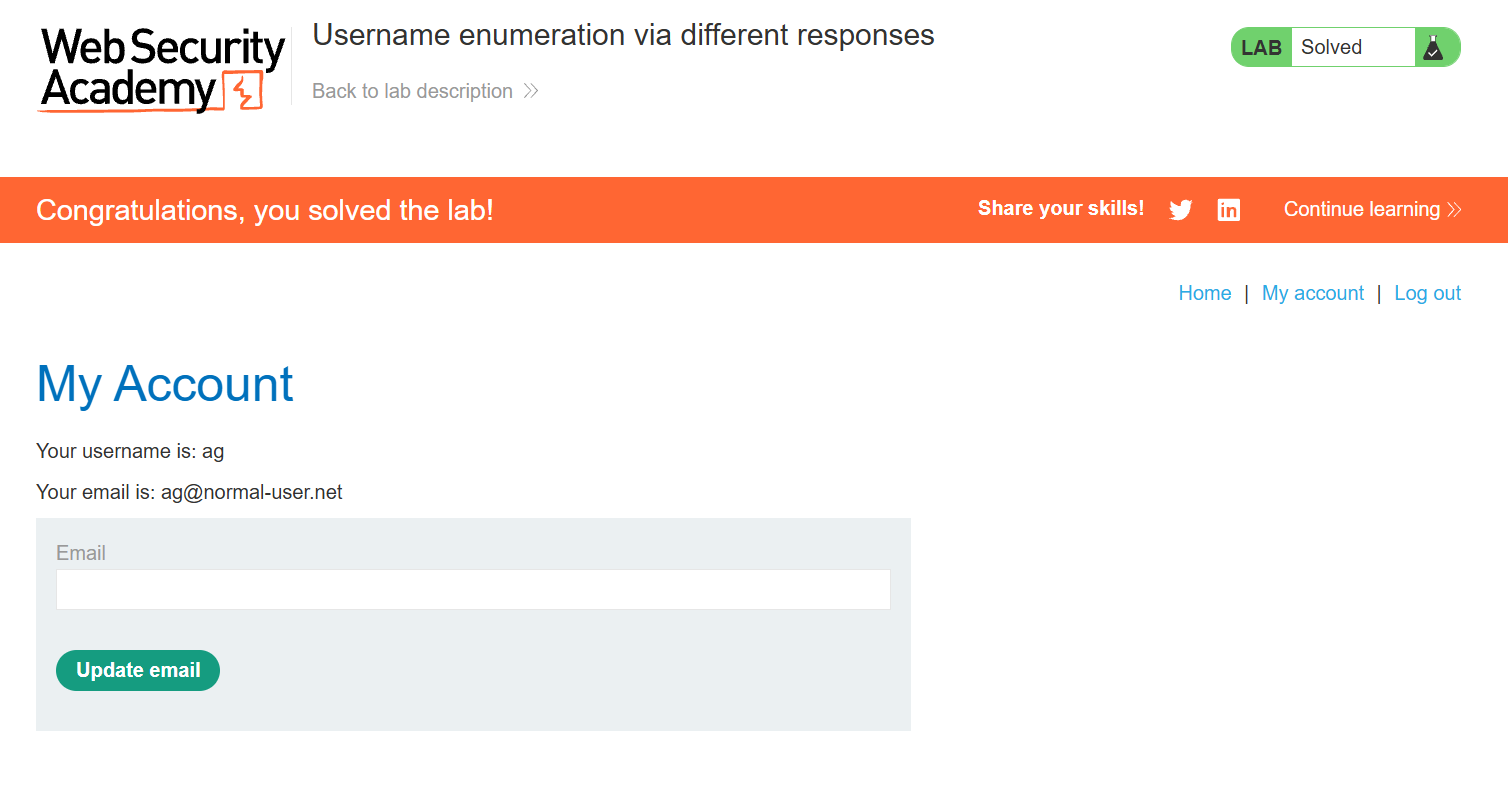 Web Security
Academy
Username enumeration via different responses
Back to lab description
LAB Solved
Congratulations, you solved the lab!
Share your skills!
Continue learning
Home | My account | Log out
My Account
Your username is: ag
Your email is: ag@normal-user.net
Email
Update email